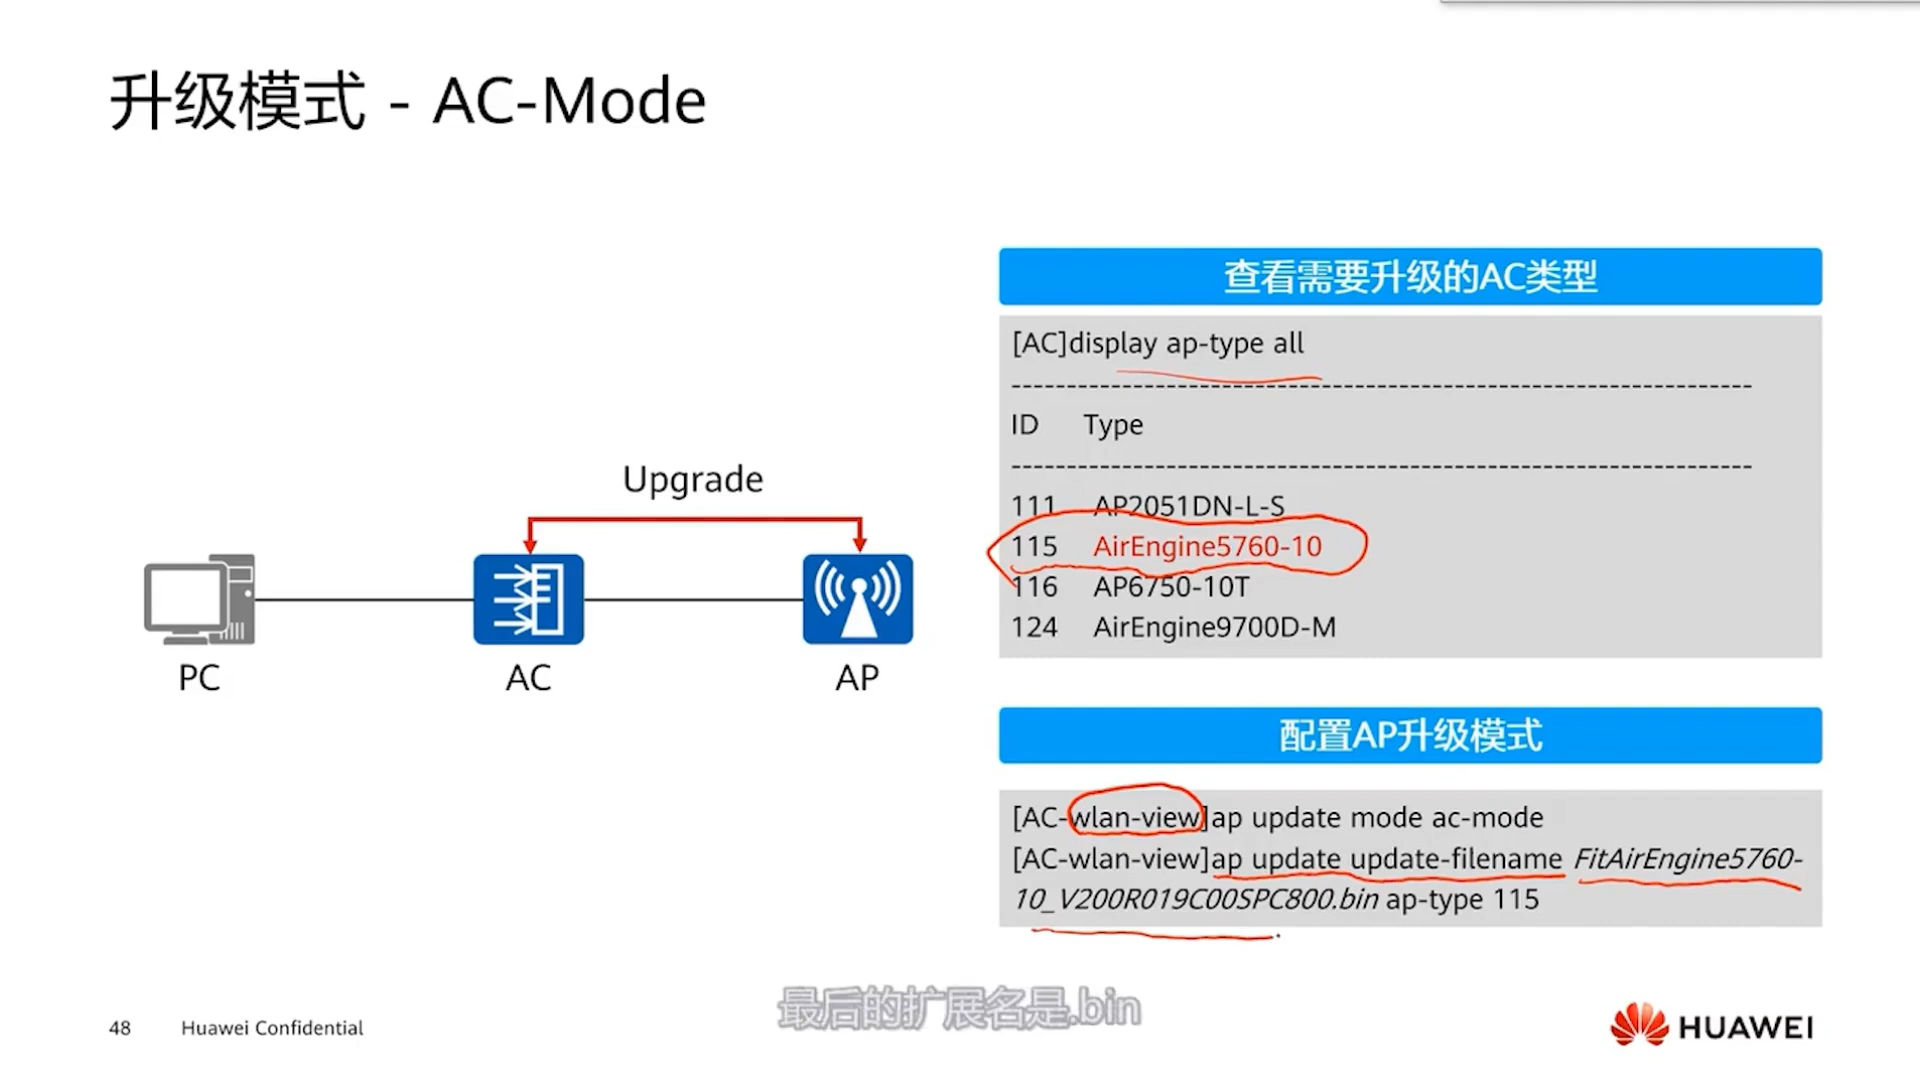 升级模式 - AC-Mode
查看需要升级的AC类型
[AC]display ap-type all
--------------------------------------------------------------------------------
ID Type
--------------------------------------------------------------------------------
111 AP2051DN-L-S
115 AirEngine5760-10
116 AP6750-10T
124 AirEngine9700D-M
Upgrade
PC
AC
AP
配置AP升级模式
[AC-wlan-view]ap update mode ac-mode
[AC-wlan-view]ap update update-filename FitAirEngine5760-
10_V200R019C00SPC800.bin ap-type 115
最后的扩展名是.bin
48 Huawei Confidential
HUAWEI